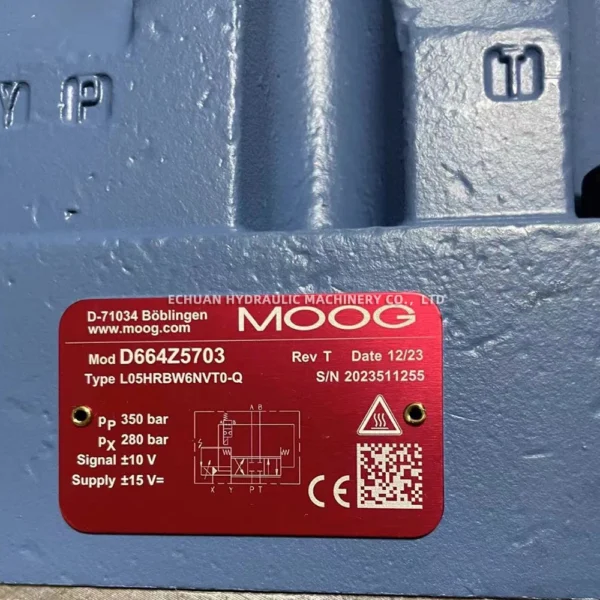 Y P T
ECHUAN HYDRAULIC MACHINERY CO., LTD
D-71034 Böblingen
www.moog.com
MOOG
Mod D664Z5703 Rev T Date 12/23
Type L05HRBW6NVT0-Q S/N 2023511255
pP 350 bar
pX 280 bar
Signal ±10 V
Supply ±15 V=
A B
X Y P T
CE